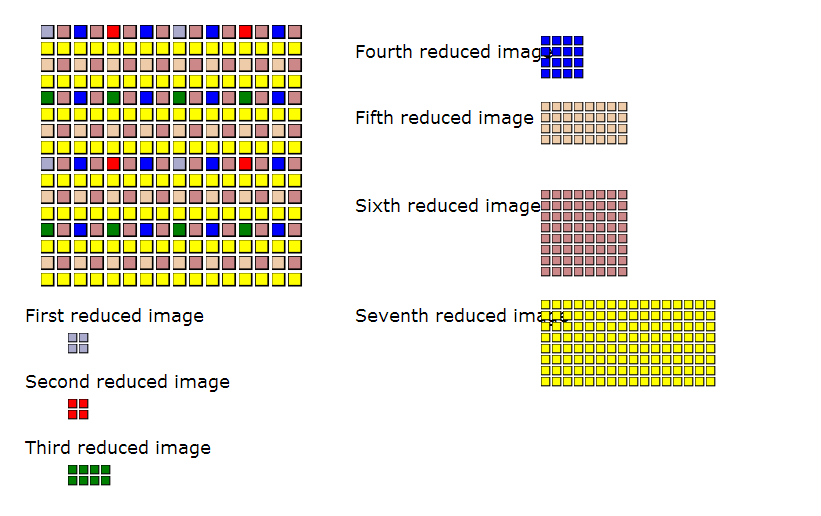 First reduced image
Second reduced image
Third reduced image
Fourth reduced image
Fifth reduced image
Sixth reduced image
Seventh reduced image